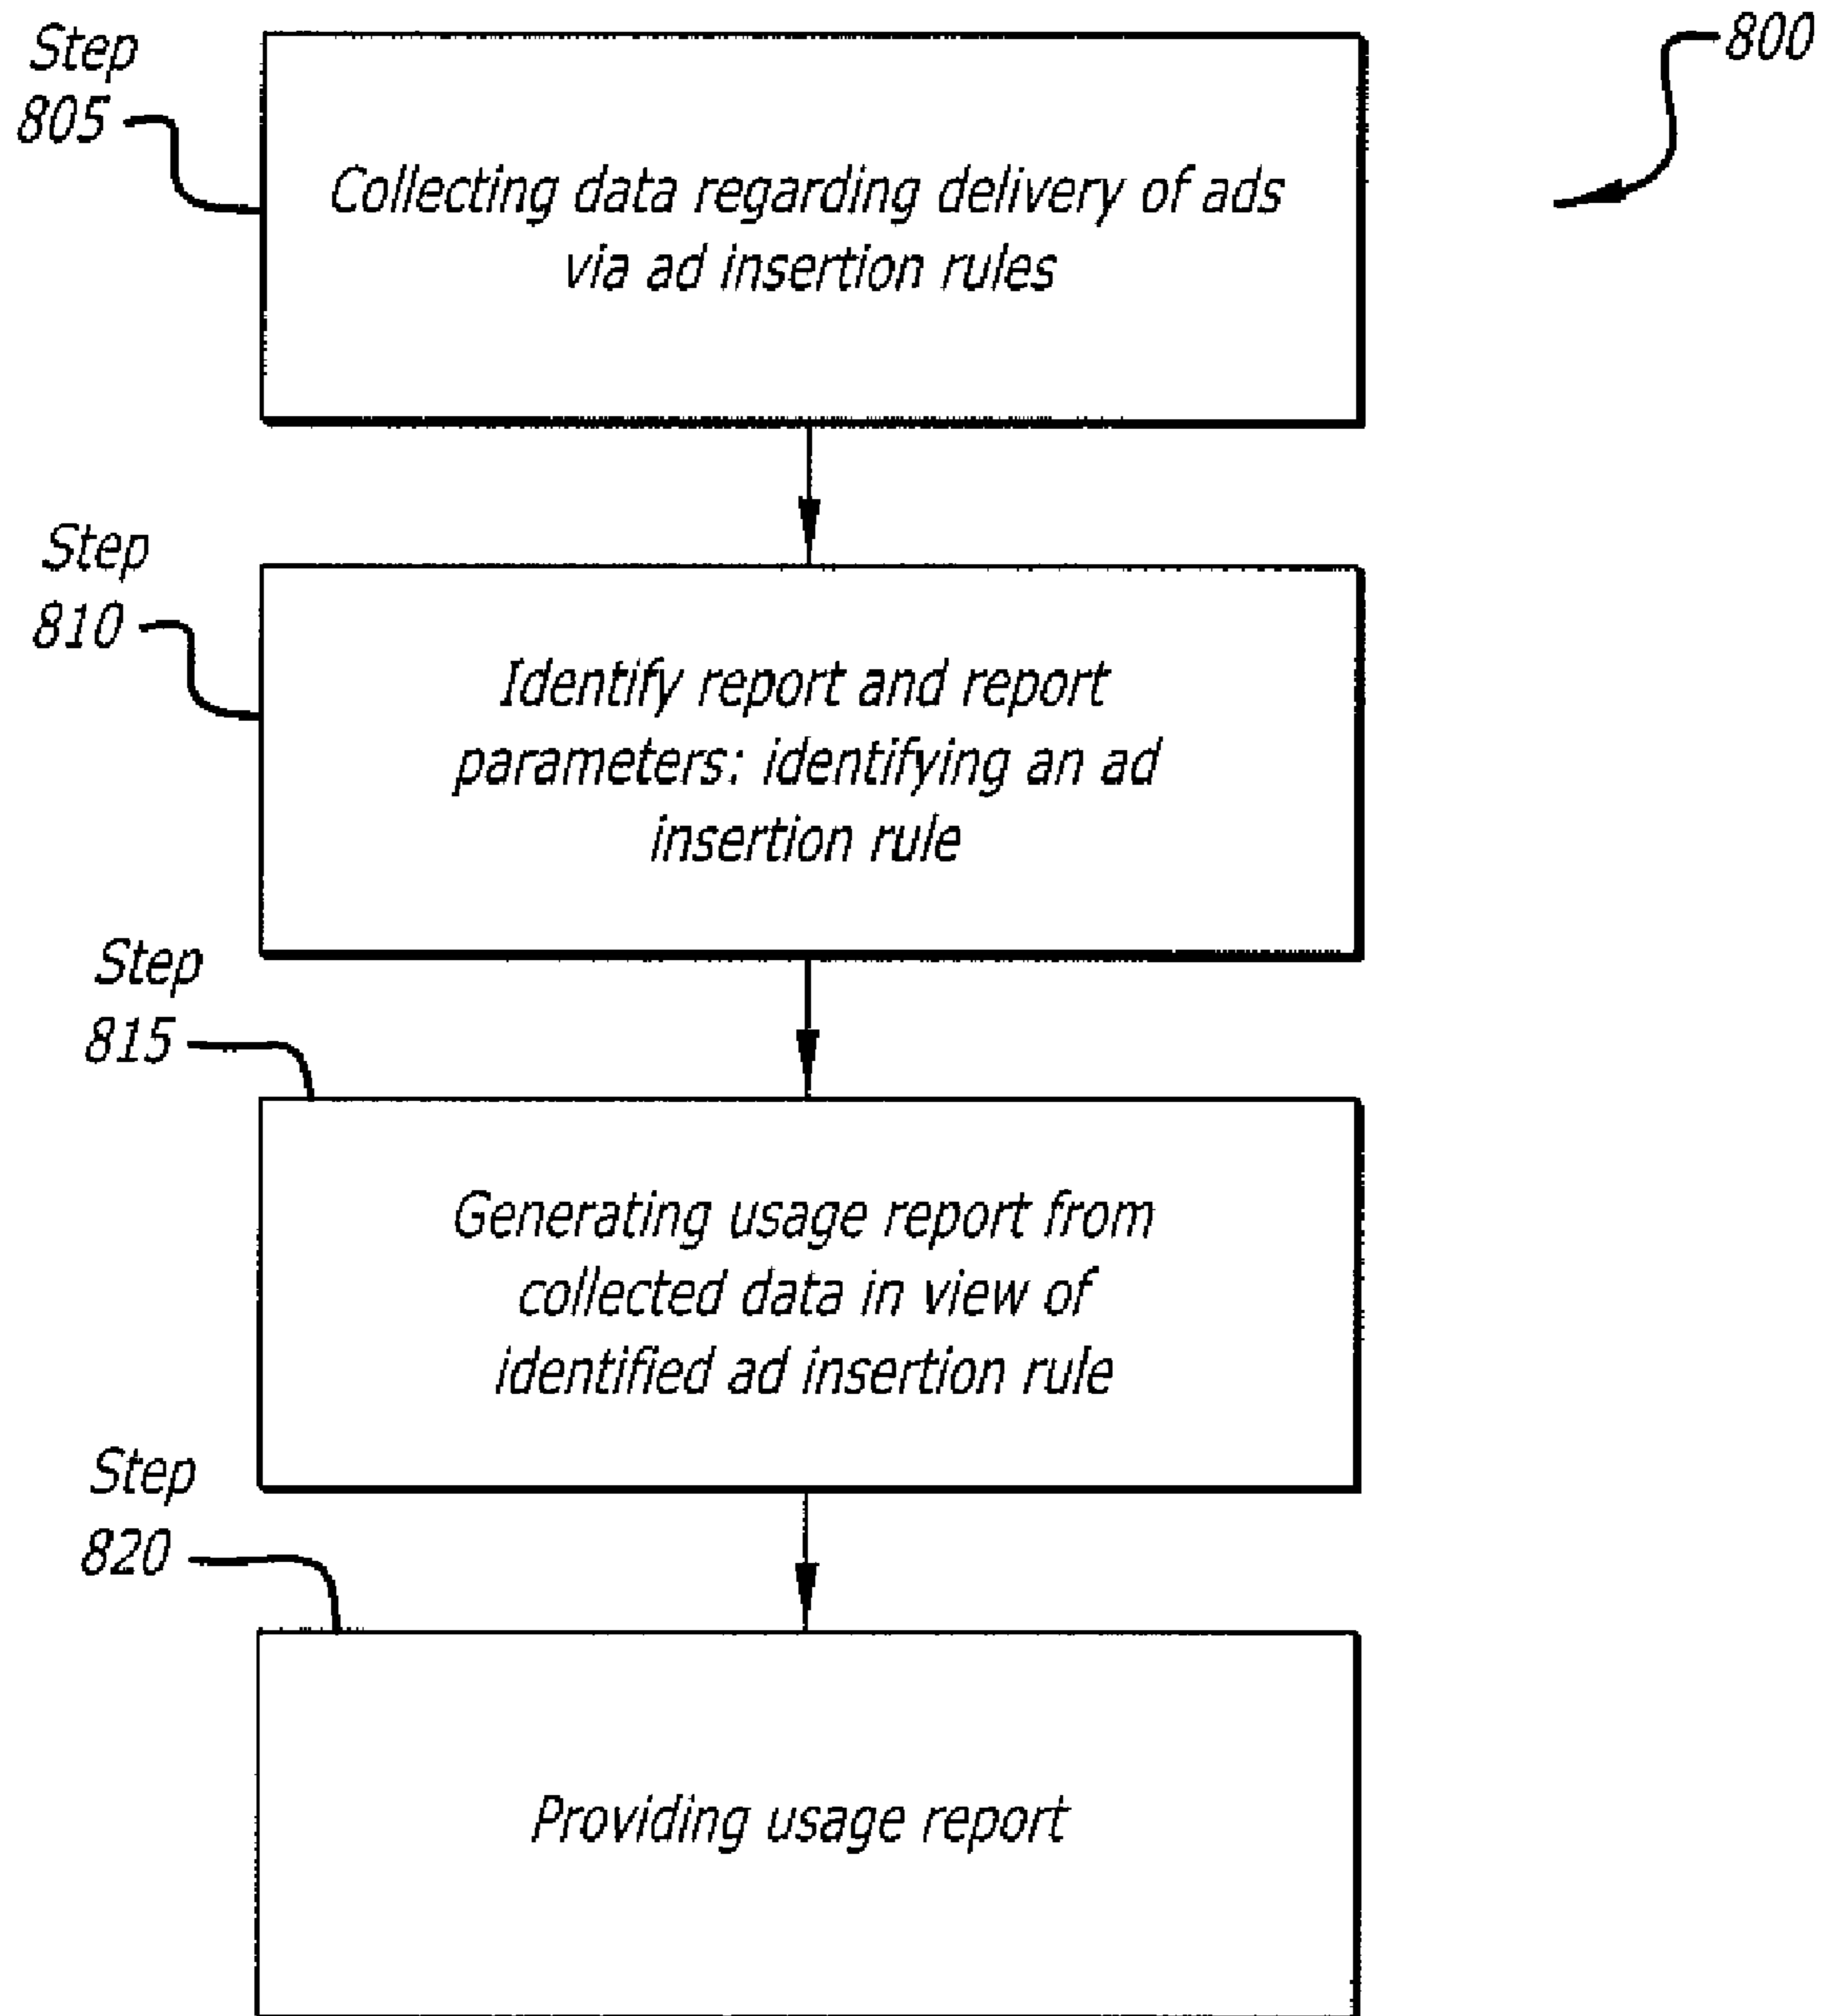 800
Step
805
Collecting data regarding delivery of ads
via ad insertion rules
Step
810
Identify report and report
parameters: identifying an ad
insertion rule
Step
815
Generating usage report from
collected data in view of
identified ad insertion rule
Step
820
Providing usage report